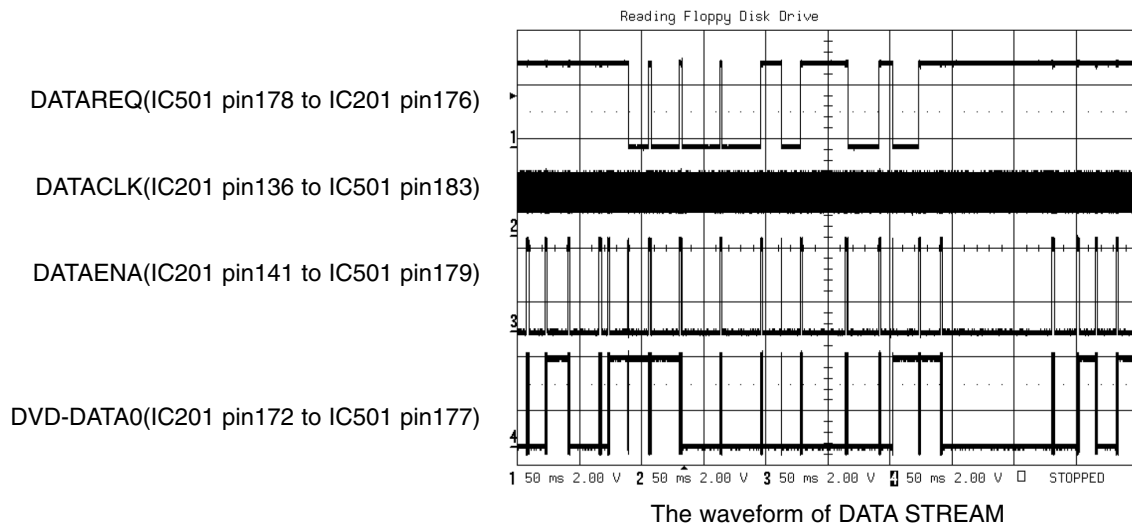 Reading Floppy Disk Drive
DATAREQ(IC501 pin178 to IC201 pin176)
1
DATACLK(IC201 pin136 to IC501 pin183)
2
DATAENA(IC201 pin141 to IC501 pin179)
3
DVD-DATA0(IC201 pin172 to IC501 pin177)
4
1 50 ms 2.00 V 2 50 ms 2.00 V 3 50 ms 2.00 V 4 50 ms 2.00 V STOPPED
The waveform of DATA STREAM